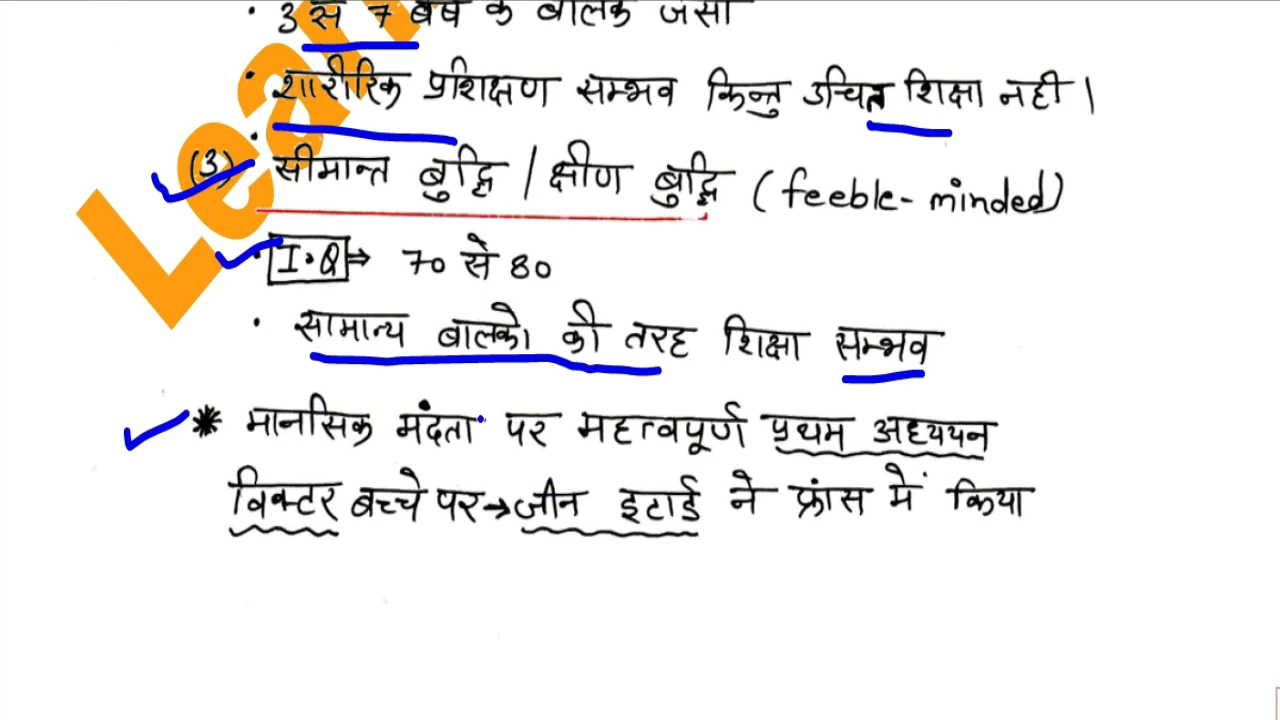 • 3 से 7 वर्ष के बालक जैसा
• शारीरिक प्रशिक्षण सम्भव किन्तु उचित शिक्षा नही।
(3) सीमान्त बुद्धि / क्षीण बुद्धि (feeble-minded)
• I.Q ⇒ 70 से 80
• सामान्य बालको की तरह शिक्षा सम्भव
* मानसिक मंदता पर महत्वपूर्ण प्रथम अध्ययन
विक्टर बच्चे पर → जीन इटार्ड ने फ्रांस में किया
Lear